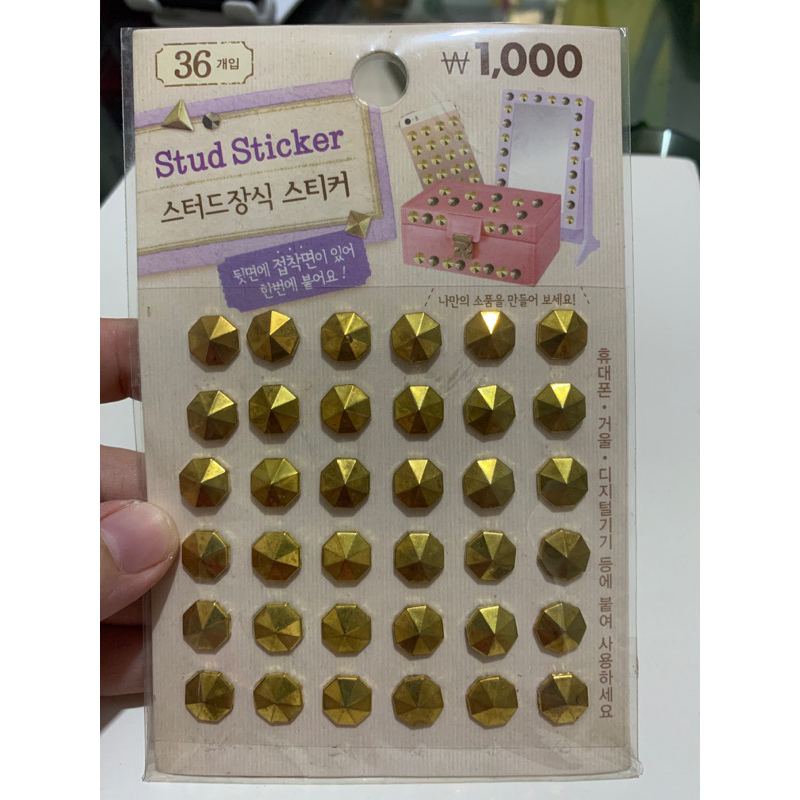 36 개입
₩1,000
Stud Sticker
스터드장식 스티커
뒷면에 접착면이 있어
한번에 붙어요!
나만의 소품을 만들어 보세요!
휴대폰·거울·디지털기기 등에 붙여 사용하세요